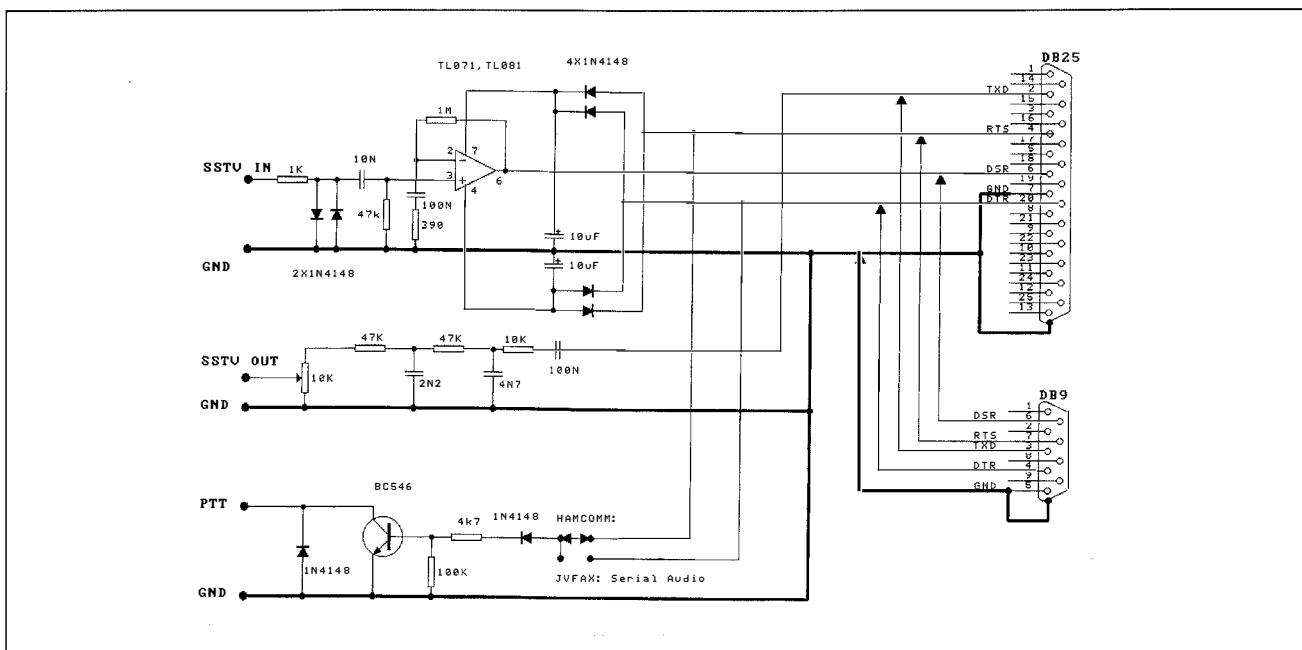 TL071,TL081
4X1N4148
DB25
1
14
TXD 2
15
3
16
RTS 4
17
5
18
DSR 6
19
GND 7
DTR 20
8
21
9
22
10
23
11
24
12
25
13
1M
2
7
3
4
6
SSTV IN
1K
10N
47k
100N
390
10uF
10uF
GND
2X1N4148
SSTV OUT
10K
47K
47K
10K
2N2
4N7
100N
GND
DB9
1
DSR 6
2
RTS 7
TXD 3
8
DTR 4
9
GND 5
PTT
BC546
1N4148
4k7
1N4148
HAMCOMM:
100K
JVFAX: Serial Audio
GND